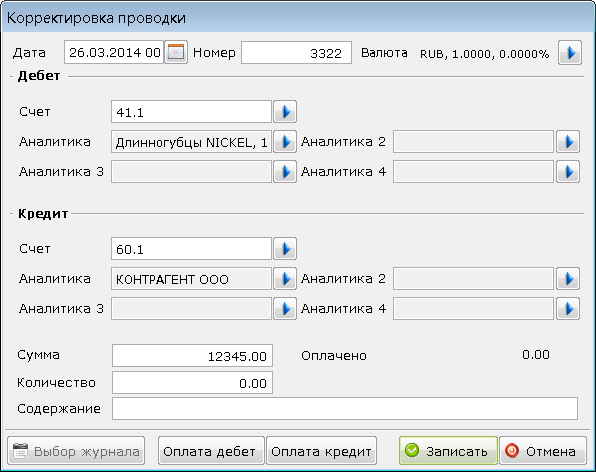 Корректировка проводки
Дата 26.03.2014 00 Номер 3322 Валюта RUB, 1.0000, 0.0000%
Дебет
Счет 41.1
Аналитика Длинногубцы NICKEL, 1 Аналитика 2
Аналитика 3 Аналитика 4
Кредит
Счет 60.1
Аналитика КОНТРАГЕНТ ООО Аналитика 2
Аналитика 3 Аналитика 4
Сумма 12345.00 Оплачено 0.00
Количество 0.00
Содержание
Выбор журнала Оплата дебет Оплата кредит Записать Отмена